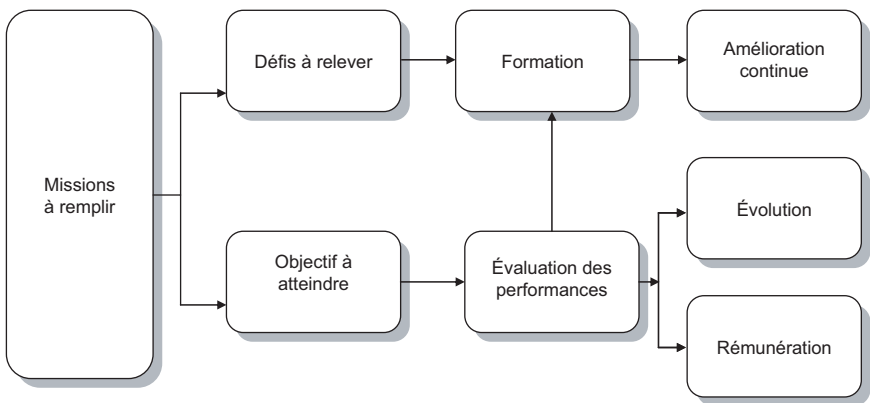 Défis à relever
Formation
Amélioration
continue
Missions
à remplir
Évolution
Objectif à
atteindre
Évaluation des
performances
Rémunération